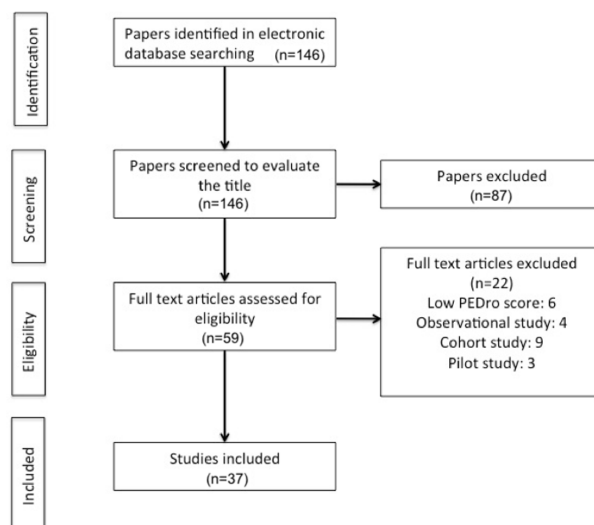 Identification
Papers identified in electronic
database searching (n=146)
Screening
Papers screened to evaluate
the title
(n=146)
Papers excluded
(n=87)
Eligibility
Full text articles assessed for
eligibility
(n=59)
Full text articles excluded
(n=22)
Low PEDro score: 6
Observational study: 4
Cohort study: 9
Pilot study: 3
Included
Studies included
(n=37)